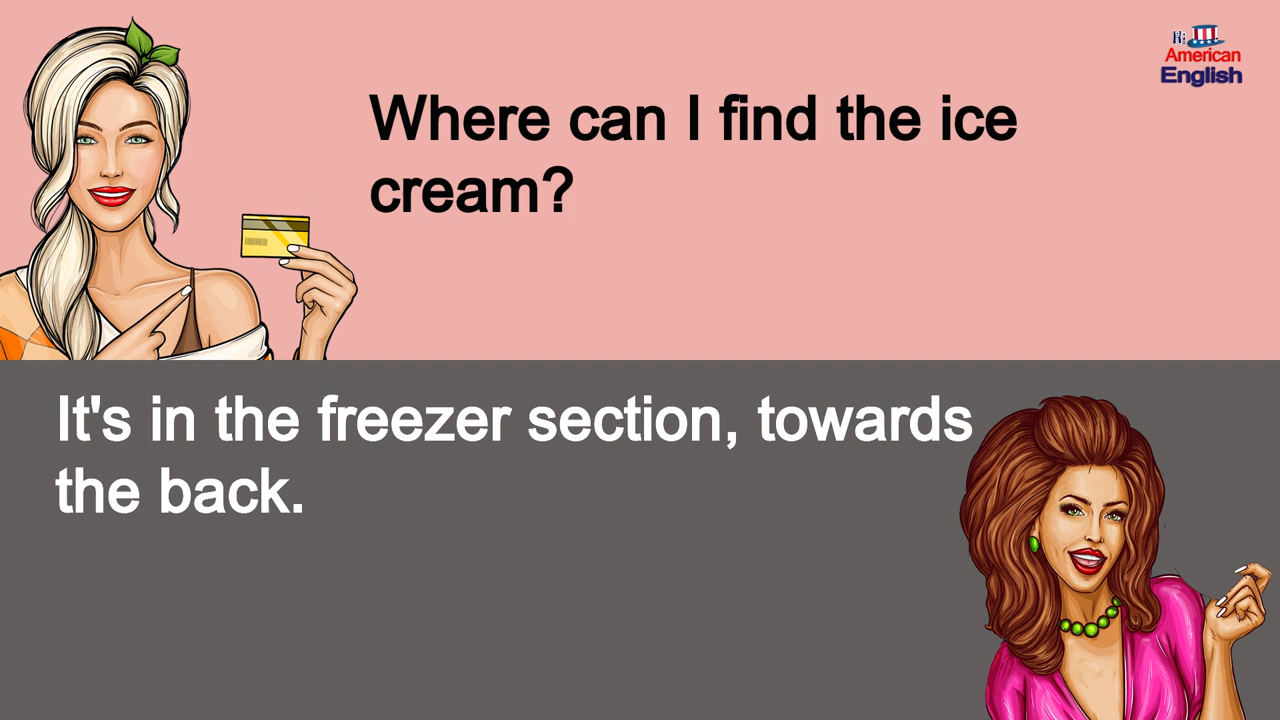 Hi
American
English
Where can I find the ice
cream?
It's in the freezer section, towards
the back.